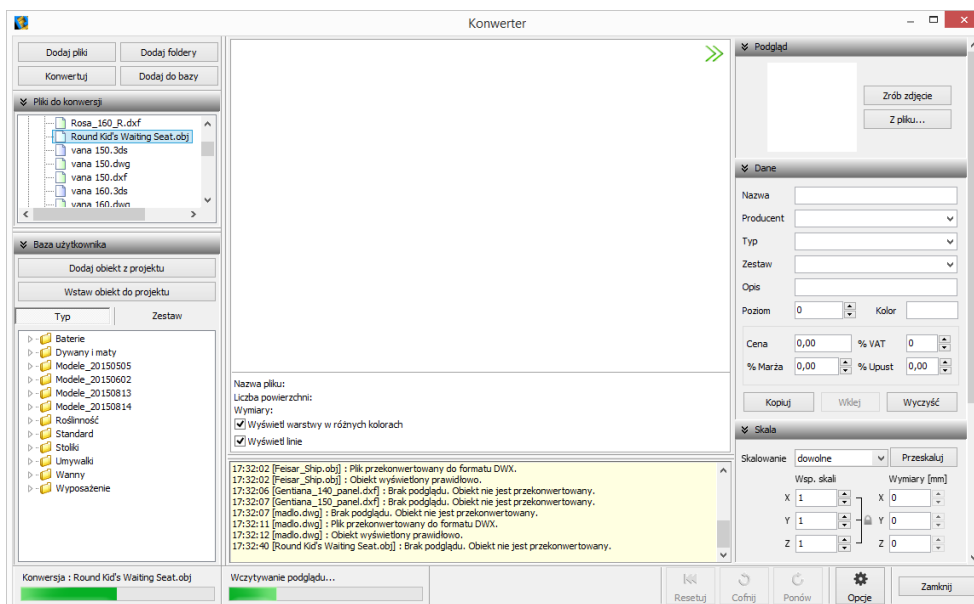 Konwerter
Dodaj pliki
Dodaj foldery
Konwertuj
Dodaj do bazy
Pliki do konwersji
Rosa_160_R.dxf
Round Kid's Waiting Seat.obj
vana 150.3ds
vana 150.dwg
vana 150.dxf
vana 160.3ds
vana 160.dwg
Baza użytkownika
Dodaj obiekt z projektu
Wstaw obiekt do projektu
Typ
Zestaw
Baterie
Dywany i maty
Modele_20150505
Modele_20150602
Modele_20150813
Modele_20150814
Roślinność
Standard
Stoliki
Umywalki
Wanny
Wyposażenie
Konwersja : Round Kid's Waiting Seat.obj
Nazwa pliku:
Liczba powierzchni:
Wymiary:
Wyświetl warstwy w różnych kolorach
Wyświetl linie
17:32:02 [Feisar_Ship.obj] : Plik przekonwertowany do formatu DWX.
17:32:02 [Feisar_Ship.obj] : Obiekt wyświetlony prawidłowo.
17:32:06 [Gentiana_140_panel.dxf] : Brak podglądu. Obiekt nie jest przekonwertowany.
17:32:07 [Gentiana_150_panel.dxf] : Brak podglądu. Obiekt nie jest przekonwertowany.
17:32:07 [madlo.dwg] : Brak podglądu. Obiekt nie jest przekonwertowany.
17:32:11 [madlo.dwg] : Plik przekonwertowany do formatu DWX.
17:32:12 [madlo.dwg] : Obiekt wyświetlony prawidłowo.
17:32:40 [Round Kid's Waiting Seat.obj] : Brak podglądu. Obiekt nie jest przekonwertowany.
Wczytywanie podglądu...
Podgląd
Zrób zdjęcie
Z pliku...
Dane
Nazwa
Producent
Typ
Zestaw
Opis
Poziom 0 Kolor
Cena 0,00 % VAT 0
% Marża 0,00 % Upust 0,00
Kopiuj Wklej Wyczyść
Skala
Skalowanie dowolne Przeskaluj
Wsp. skali Wymiary [mm]
X 1 X 0
Y 1 Y 0
Z 1 Z 0
Resetuj Cofnij Ponów Opcje Zamknij